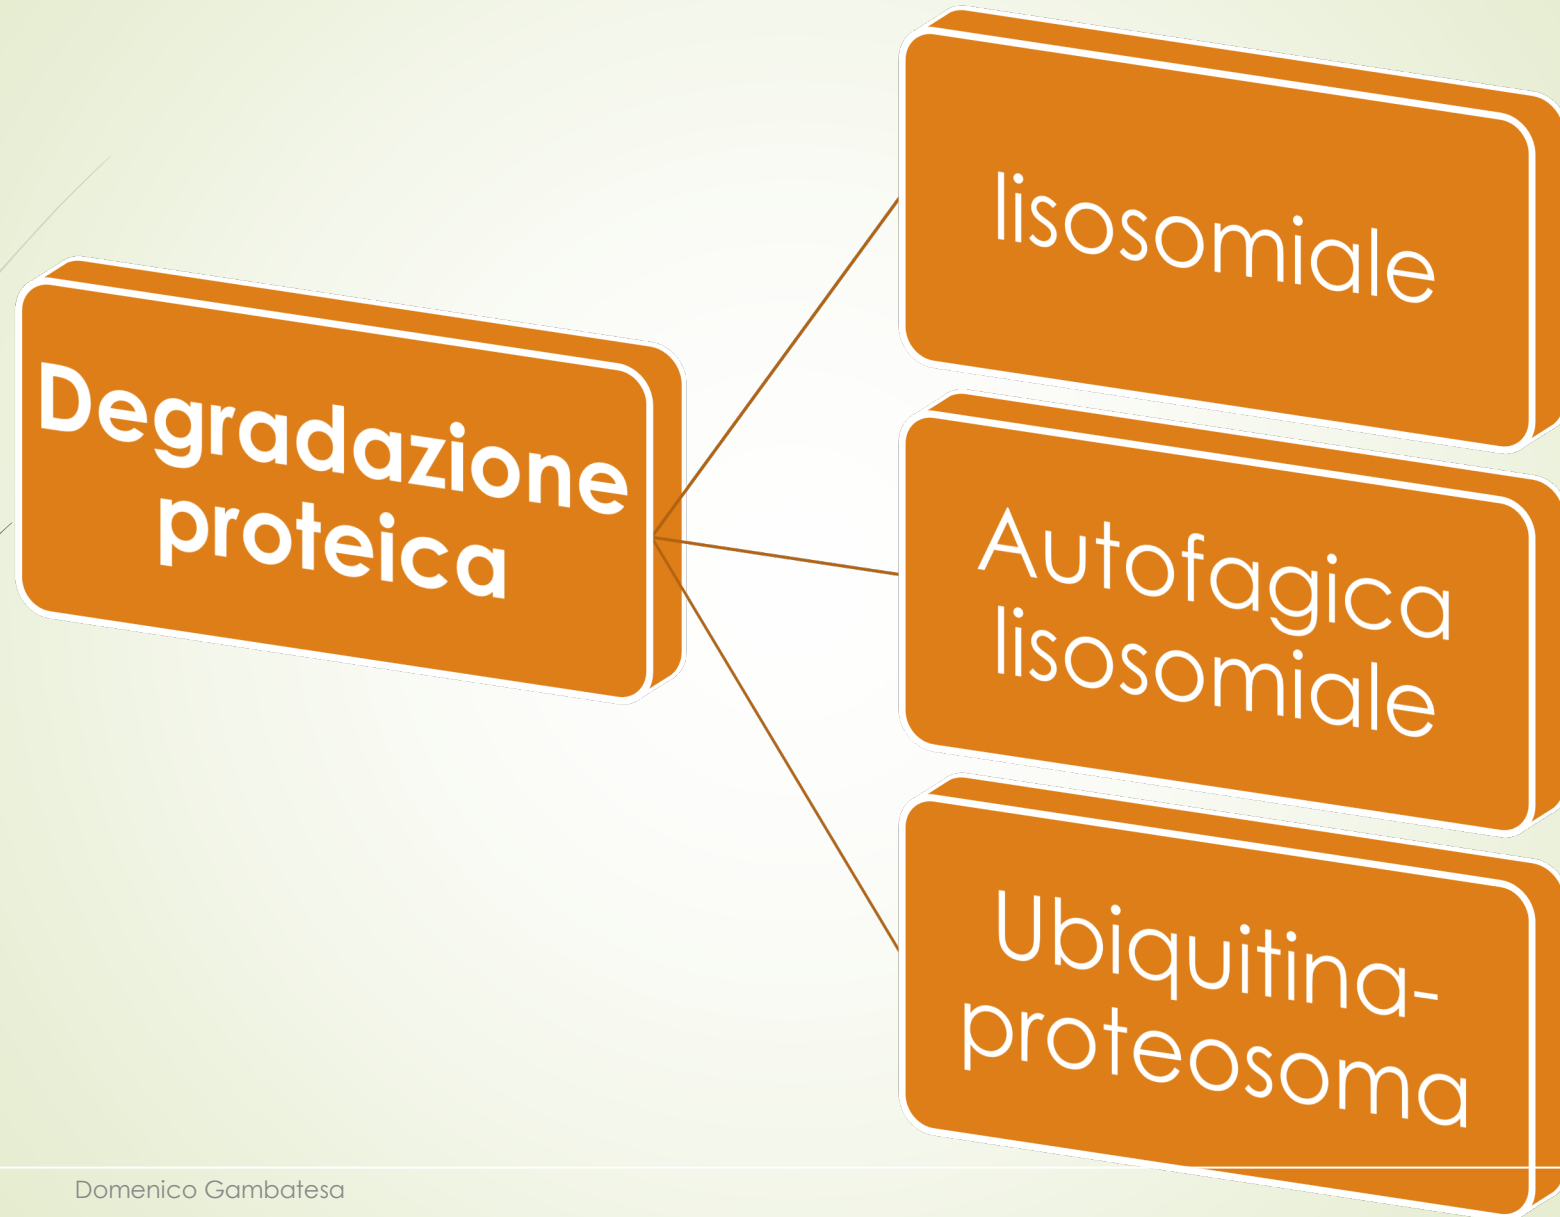 Degradazione
proteica
lisosomiale
Autofagica
lisosomiale
Ubiquitina-
proteosoma
Domenico Gambatesa